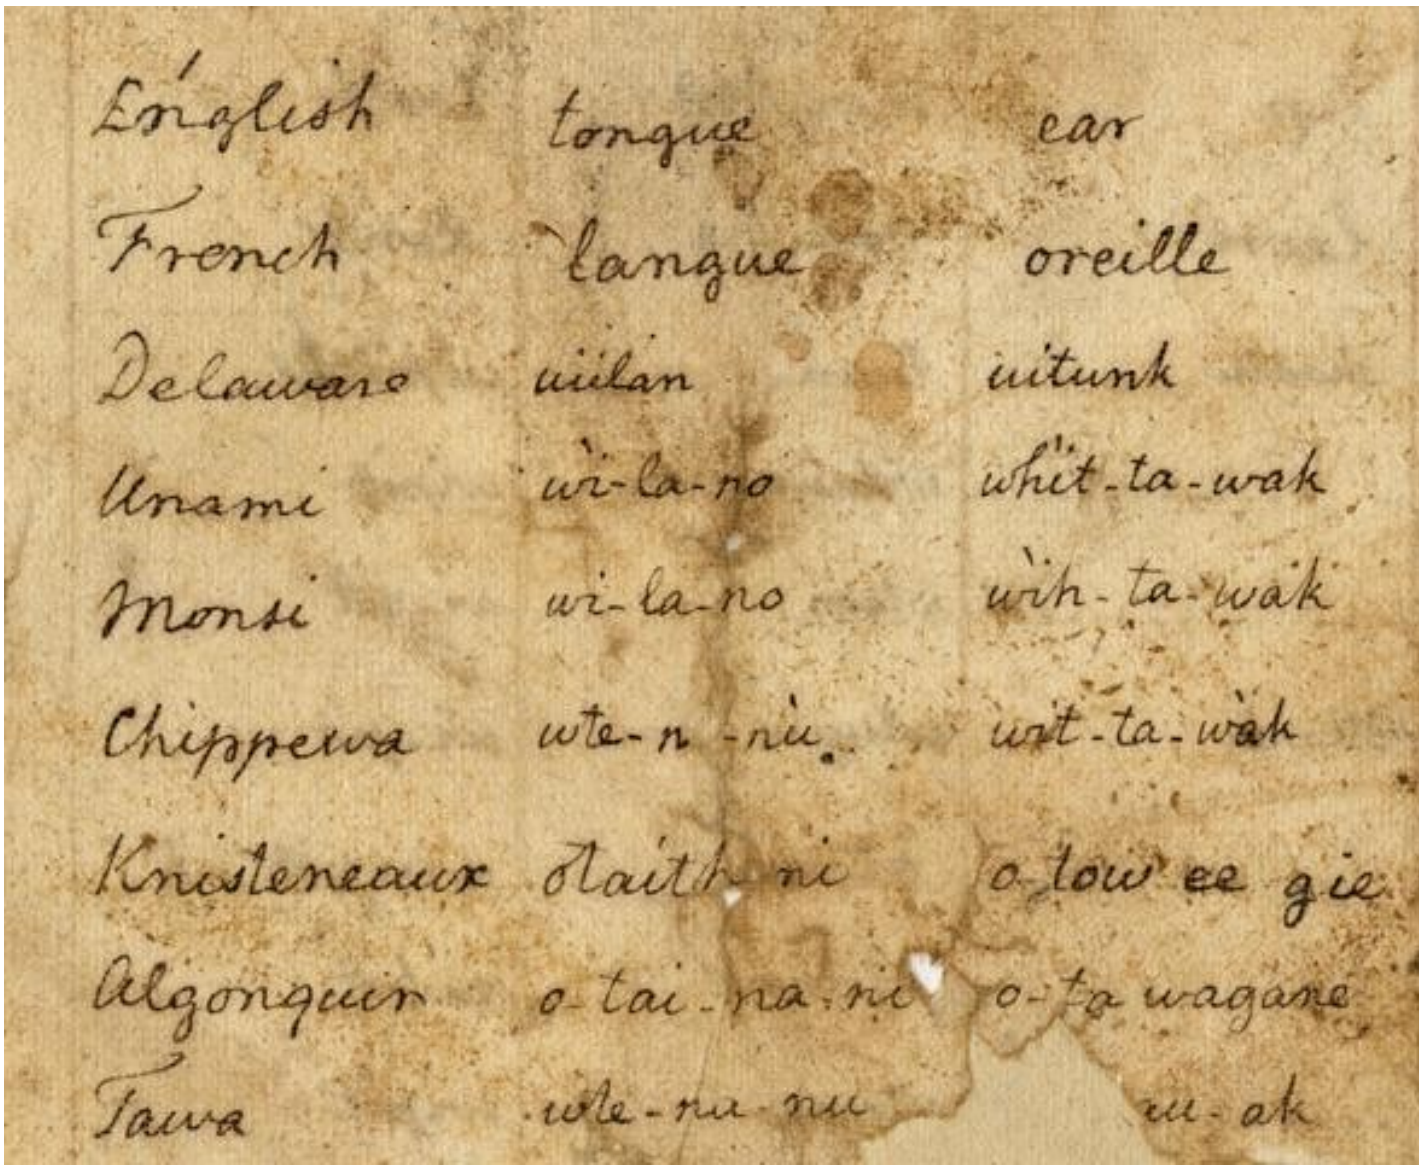 English tongue ear
French langue oreille
Delaware wiilan witunk
Unami wi-la-no whit-ta-wak
Monsi wi-la-no wih-ta-wak
Chippewa wte-n -nu wit-ta-wak
Knisteneaux otaith ni o-tow ee gie
Algonquin o-tai-na-ni o-ta wagane
Tawa wte-nu-nu -ak